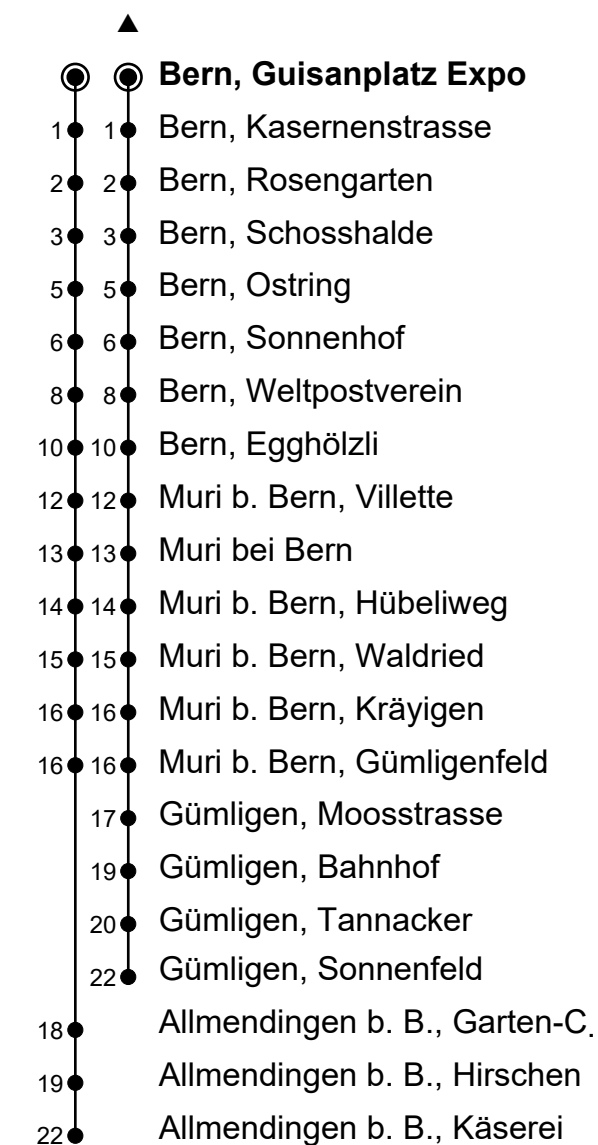 Bern, Guisanplatz Expo
1 1 Bern, Kasernenstrasse
2 2 Bern, Rosengarten
3 3 Bern, Schosshalde
5 5 Bern, Ostring
6 6 Bern, Sonnenhof
8 8 Bern, Weltpostverein
10 10 Bern, Egghölzli
12 12 Muri b. Bern, Villette
13 13 Muri bei Bern
14 14 Muri b. Bern, Hübeliweg
15 15 Muri b. Bern, Waldried
16 16 Muri b. Bern, Kräyigen
16 16 Muri b. Bern, Gümligenfeld
17 Gümligen, Moosstrasse
19 Gümligen, Bahnhof
20 Gümligen, Tannacker
22 Gümligen, Sonnenfeld
18 Allmendingen b. B., Garten-C.
19 Allmendingen b. B., Hirschen
22 Allmendingen b. B., Käserei